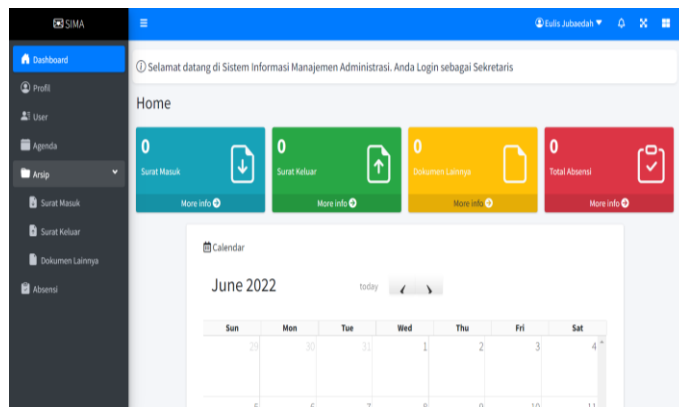 SIMA
Eulis Jubaedah
Dashboard
Profil
User
Agenda
Arsip
Surat Masuk
Surat Keluar
Dokumen Lainnya
Absensi
Selamat datang di Sistem Informasi Manajemen Administrasi. Anda Login sebagai Sekretaris
Home
0
Surat Masuk
More info
0
Surat Keluar
More info
0
Dokumen Lainnya
More info
0
Total Absensi
More info
Calendar
June 2022
today
Sun Mon Tue Wed Thu Fri Sat
29 30 31 1 2 3 4
5 6 7 8 9 10 11